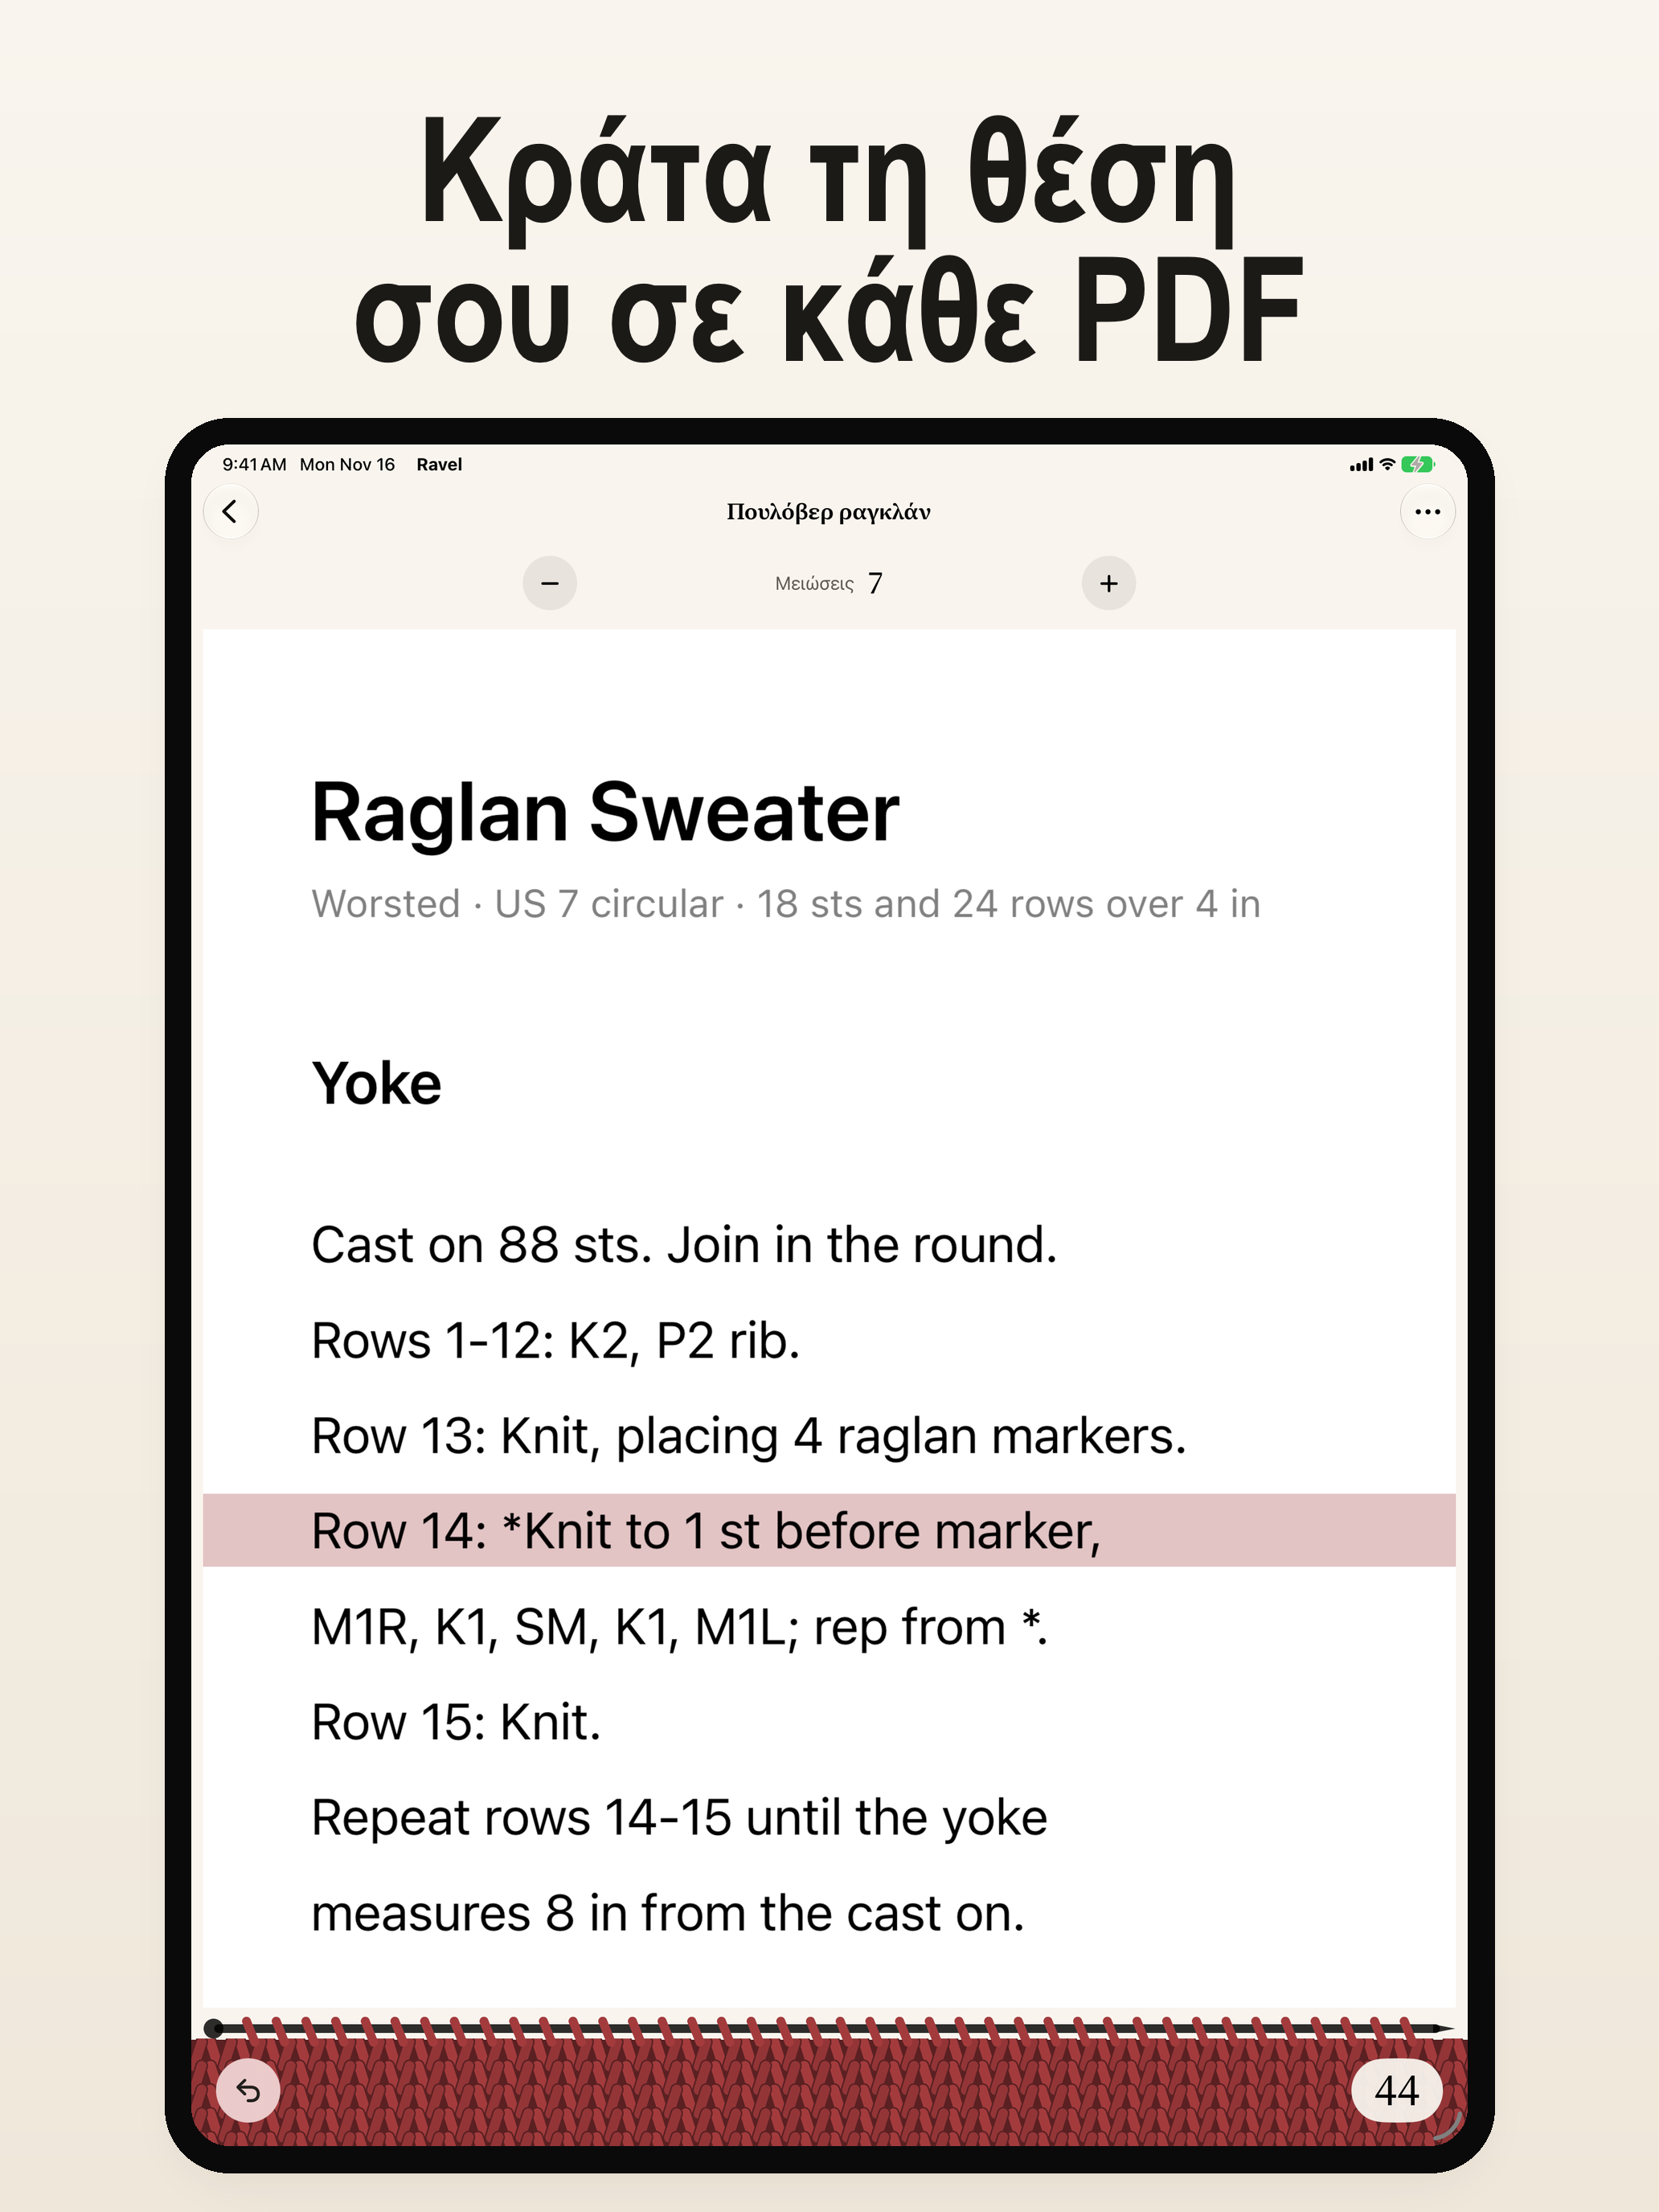 Κράτα τη θέση
σου σε κάθε PDF
9:41 AM Mon Nov 16 Ravel
Πουλόβερ ραγκλάν
Μειώσεις 7
Raglan Sweater
Worsted · US 7 circular · 18 sts and 24 rows over 4 in
Yoke
Cast on 88 sts. Join in the round.
Rows 1-12: K2, P2 rib.
Row 13: Knit, placing 4 raglan markers.
Row 14: *Knit to 1 st before marker,
M1R, K1, SM, K1, M1L; rep from *.
Row 15: Knit.
Repeat rows 14-15 until the yoke
measures 8 in from the cast on.
44